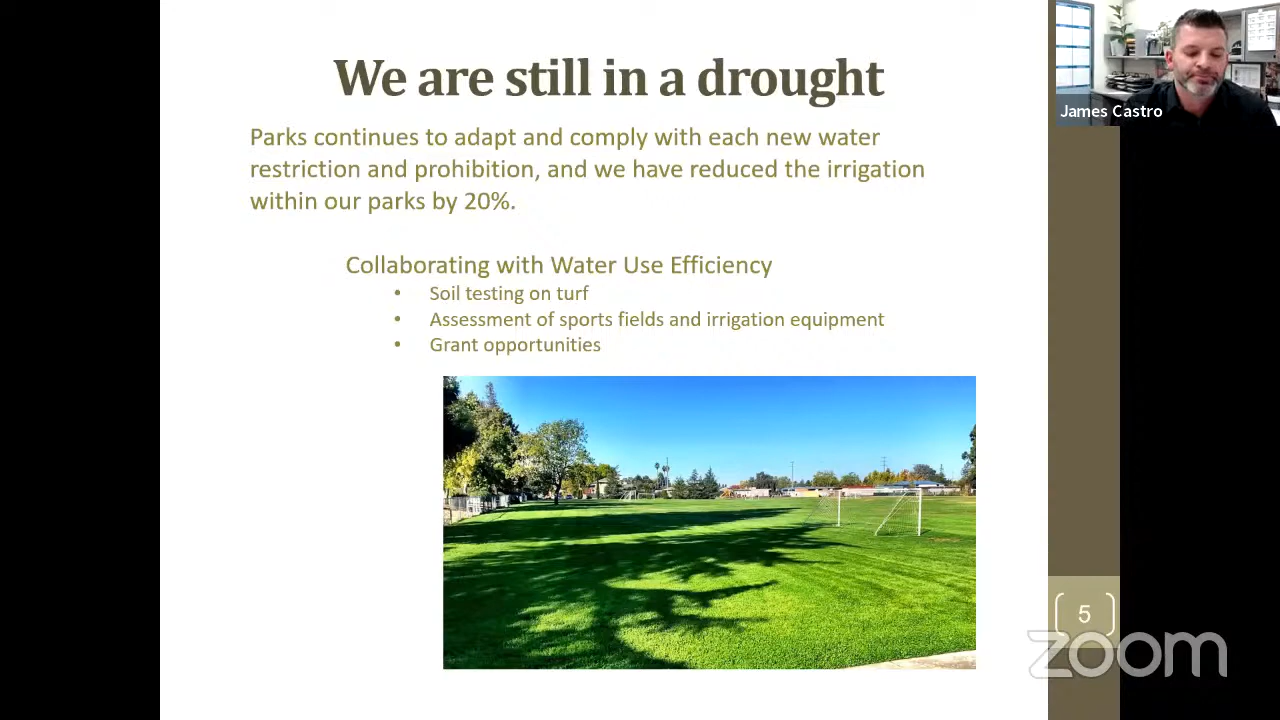 We are still in a drought
James Castro
Parks continues to adapt and comply with each new water
restriction and prohibition, and we have reduced the irrigation
within our parks by 20%.
Collaborating with Water Use Efficiency
• Soil testing on turf
• Assessment of sports fields and irrigation equipment
• Grant opportunities
5
zoom